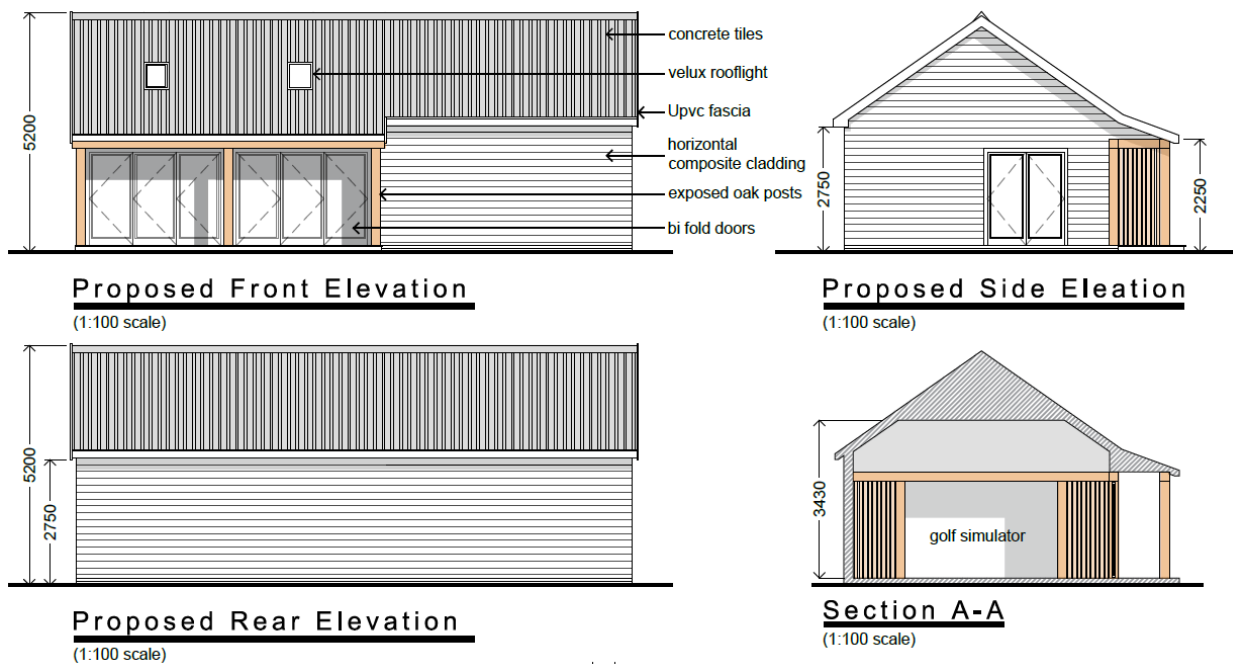 5200
concrete tiles
velux rooflight
Upvc fascia
horizontal
composite cladding
exposed oak posts
bi fold doors
Proposed Front Elevation
(1:100 scale)
2750
2250
Proposed Side Eleation
(1:100 scale)
5200
2750
Proposed Rear Elevation
(1:100 scale)
3430
golf simulator
Section A-A
(1:100 scale)